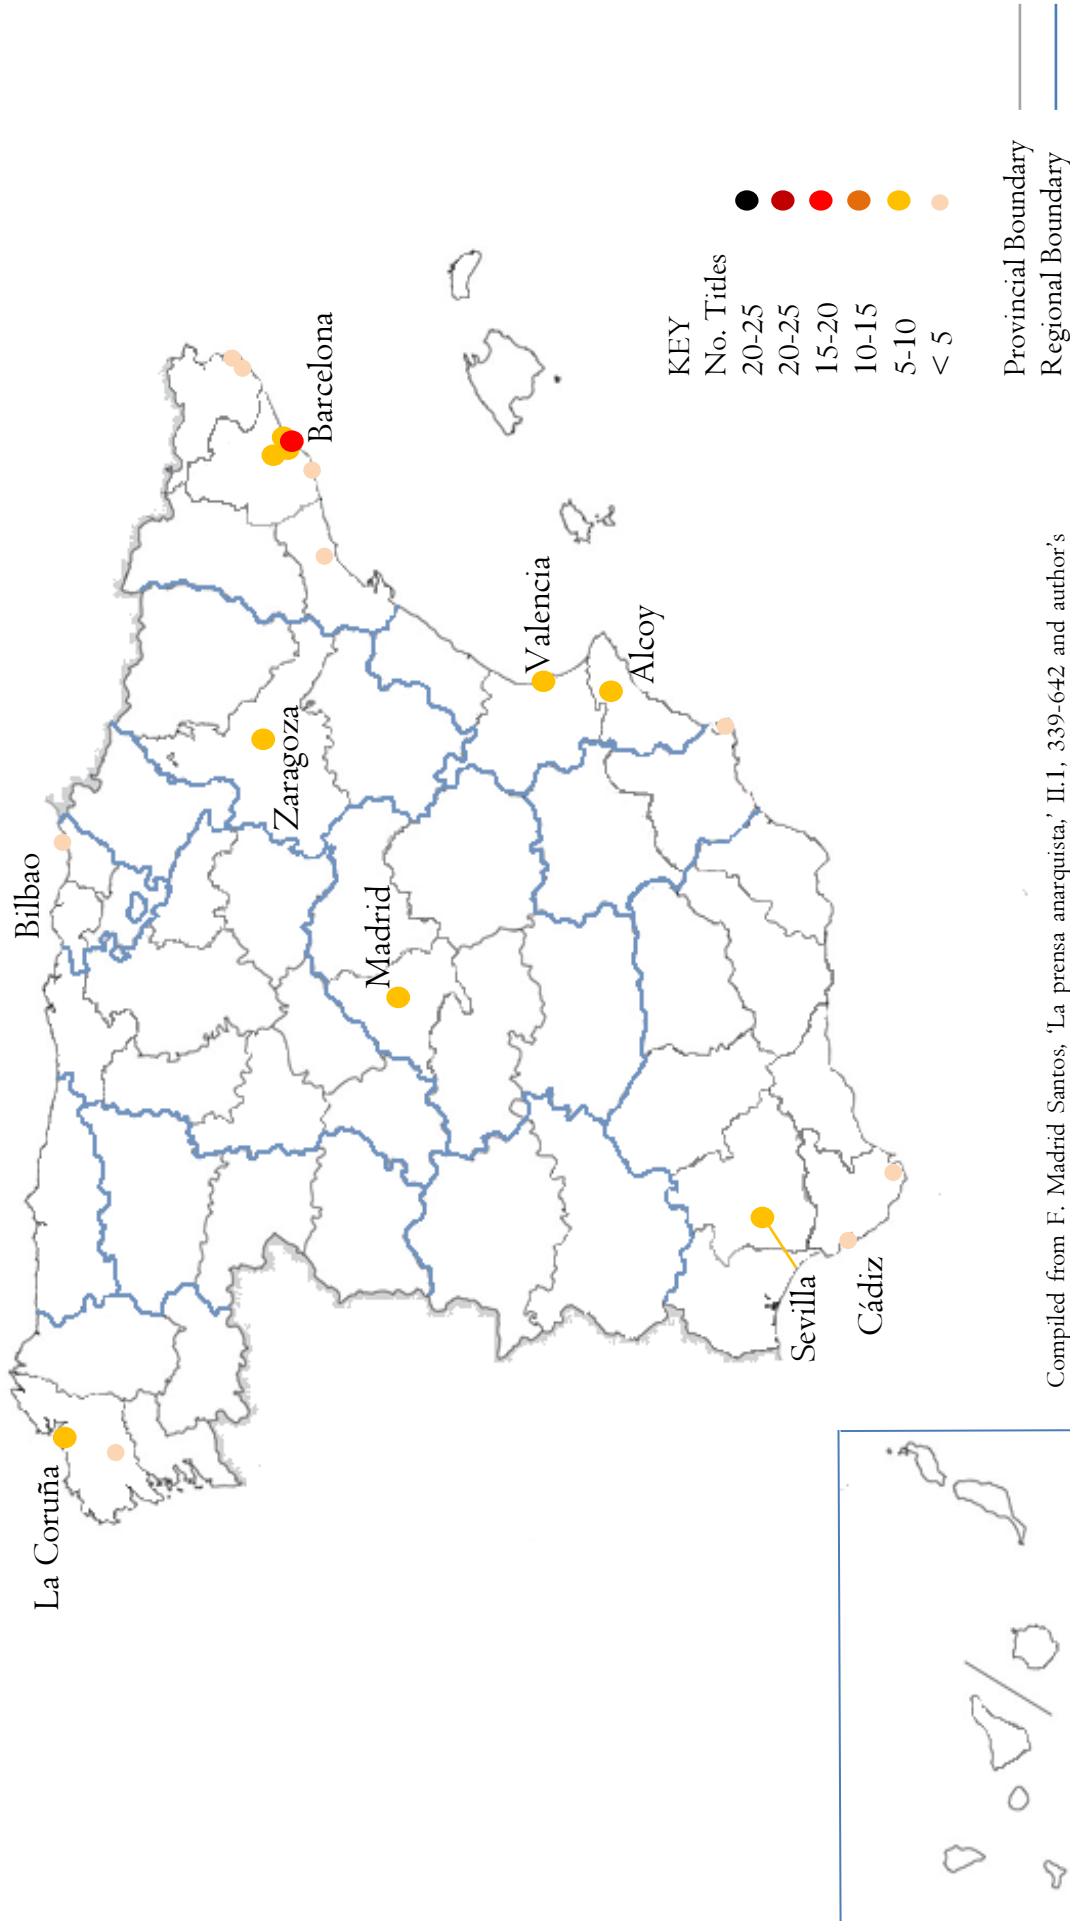 La Coruña
Bilbao
Zaragoza
Barcelona
Madrid
Valencia
Alcoy
Sevilla
Cádiz
KEY
No. Titles
20-25
20-25
15-20
10-15
5-10
< 5
Provincial Boundary
Regional Boundary
Compiled from F. Madrid Santos, ‘La prensa anarquista,’ II.1, 339-642 and author’s